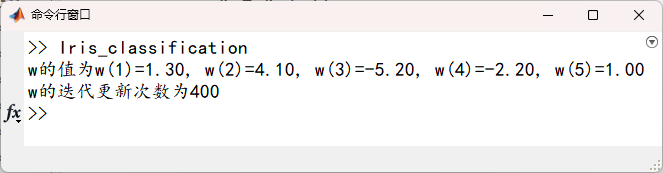 命令行窗口
>> Iris_classification
w的值为w(1)=1.30, w(2)=4.10, w(3)=-5.20, w(4)=-2.20, w(5)=1.00
w的迭代更新次数为400
fx >>